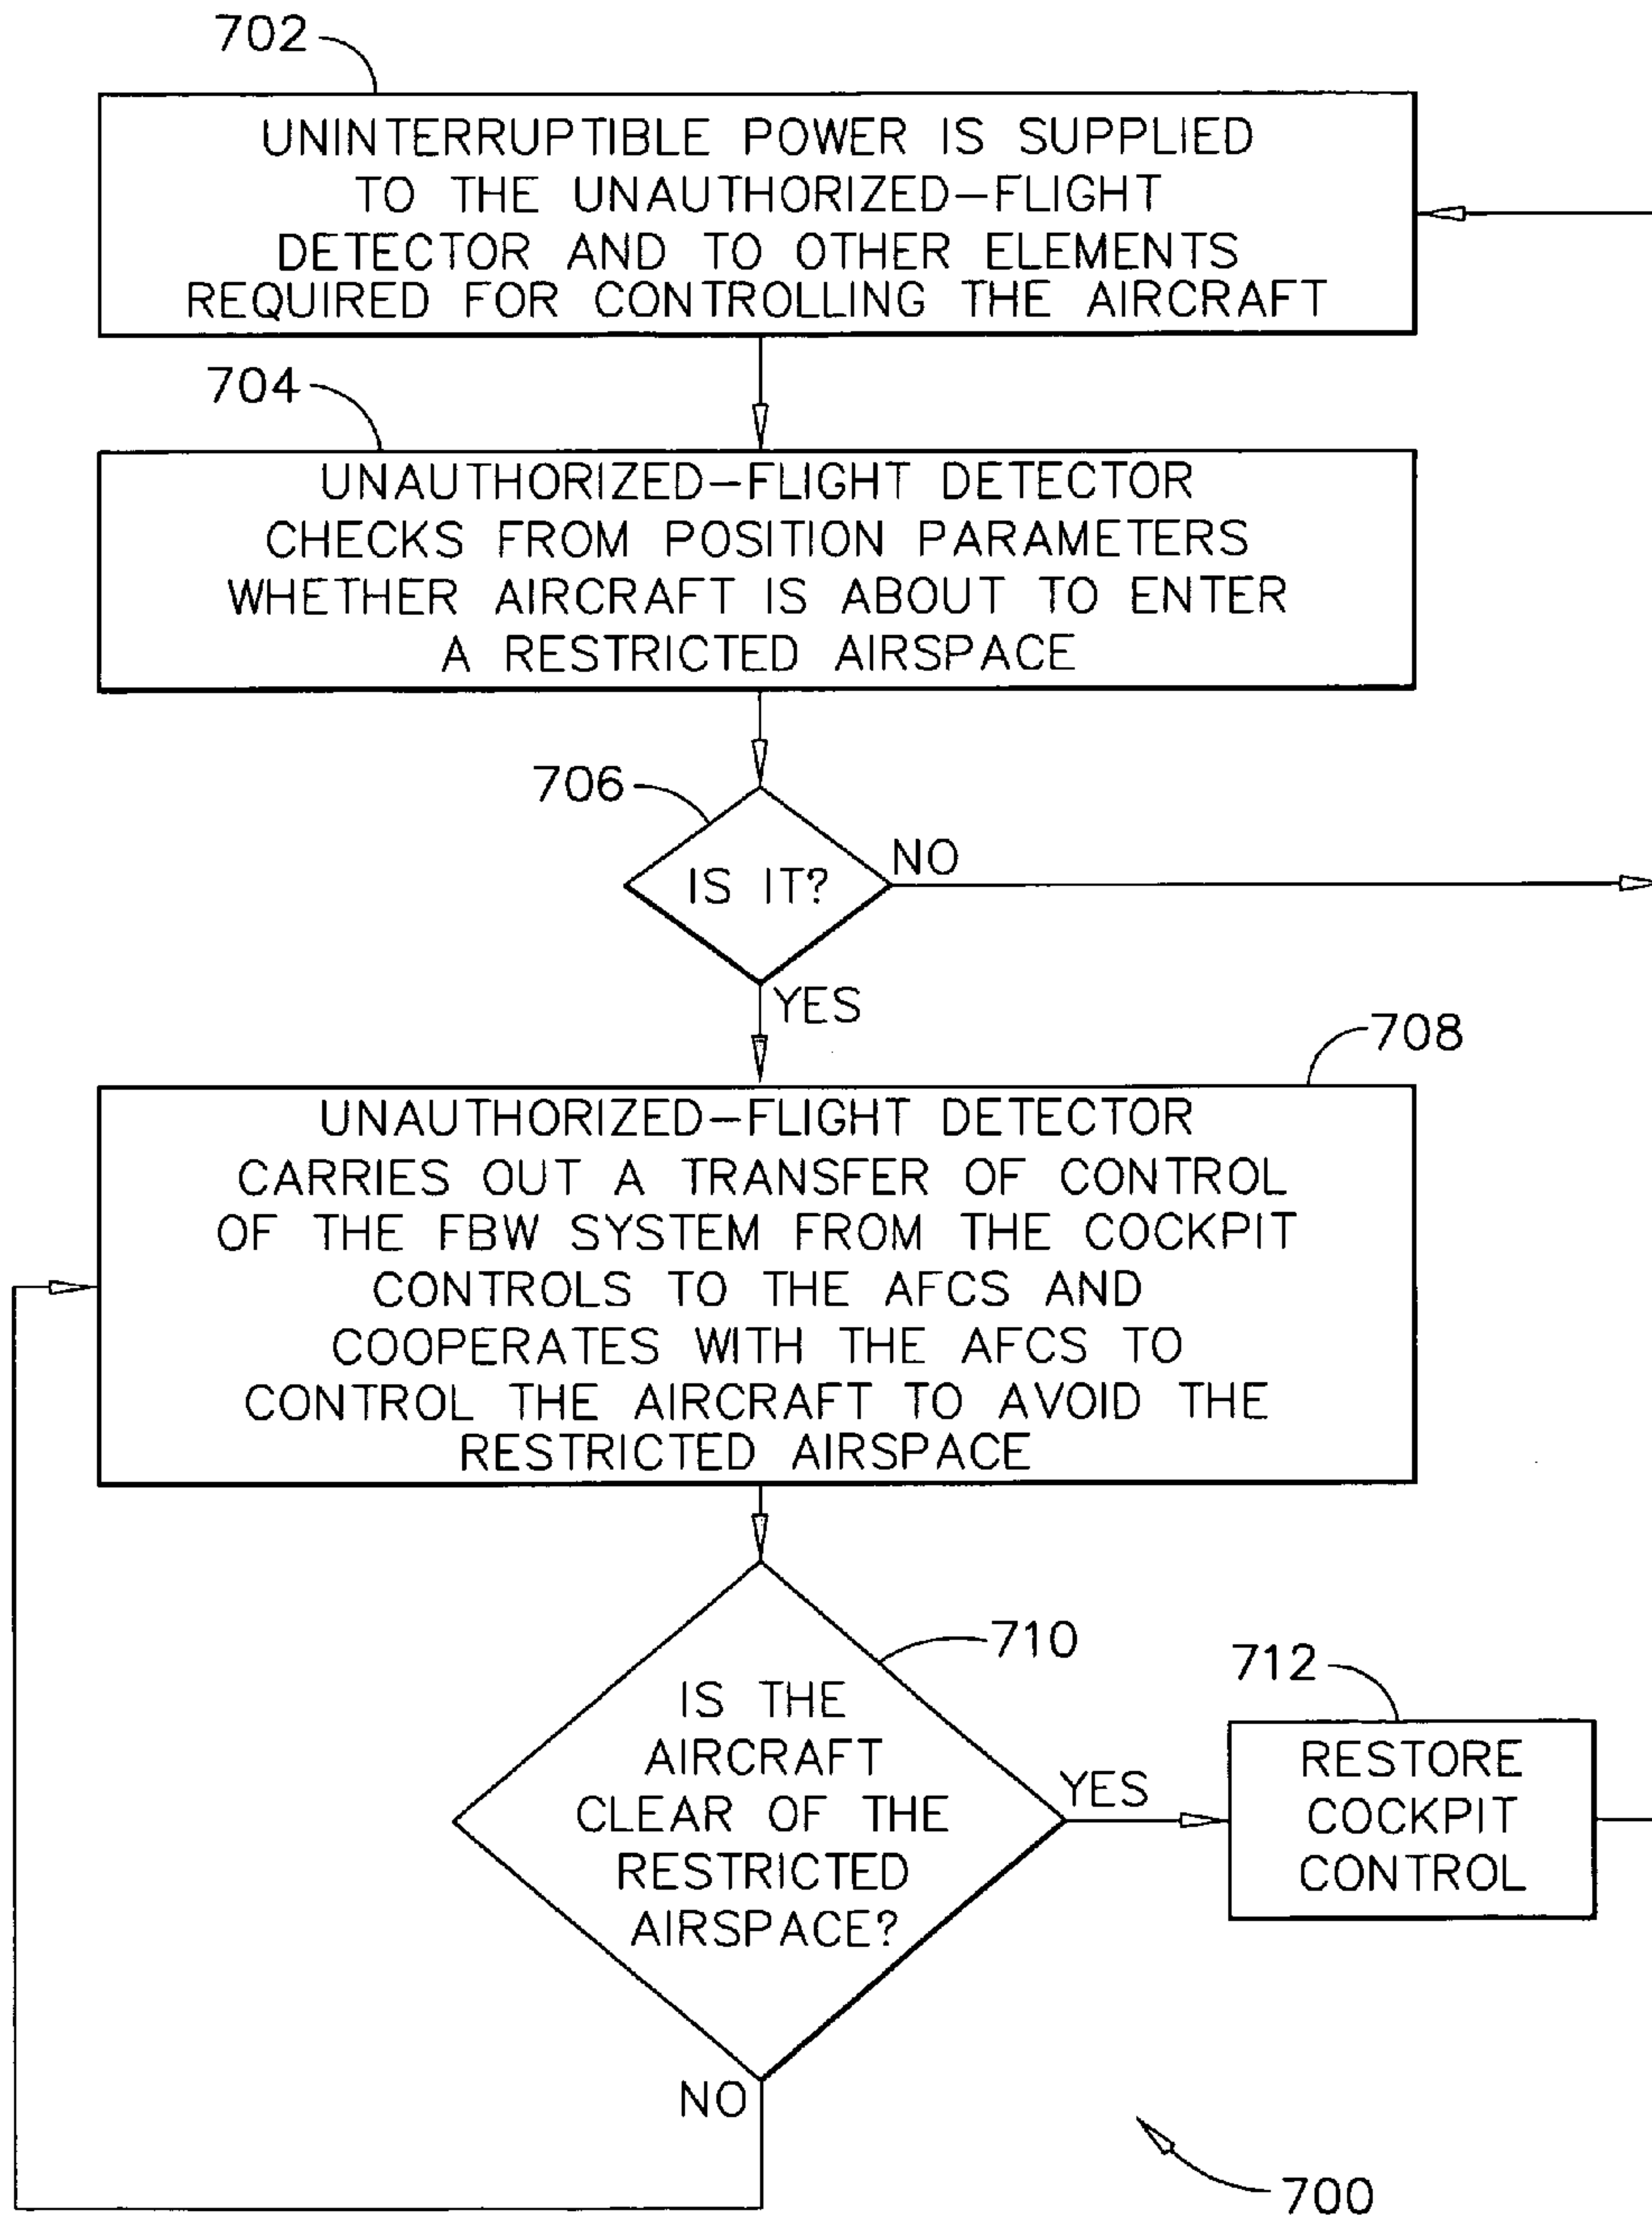 702
UNINTERRUPTIBLE POWER IS SUPPLIED
TO THE UNAUTHORIZED-FLIGHT
DETECTOR AND TO OTHER ELEMENTS
REQUIRED FOR CONTROLLING THE AIRCRAFT
704
UNAUTHORIZED-FLIGHT DETECTOR
CHECKS FROM POSITION PARAMETERS
WHETHER AIRCRAFT IS ABOUT TO ENTER
A RESTRICTED AIRSPACE
706
IS IT?
NO
YES
708
UNAUTHORIZED-FLIGHT DETECTOR
CARRIES OUT A TRANSFER OF CONTROL
OF THE FBW SYSTEM FROM THE COCKPIT
CONTROLS TO THE AFCS AND
COOPERATES WITH THE AFCS TO
CONTROL THE AIRCRAFT TO AVOID THE
RESTRICTED AIRSPACE
710
IS THE
AIRCRAFT
CLEAR OF THE
RESTRICTED
AIRSPACE?
YES
NO
712
RESTORE
COCKPIT
CONTROL
700